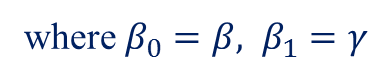 where β₀ = β, β₁ = γ